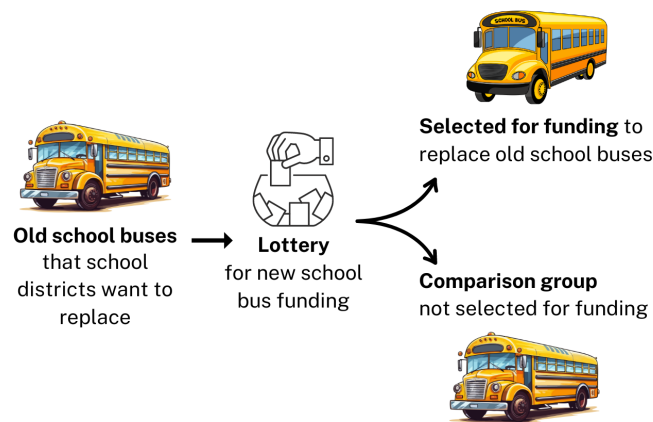 SCHOOL BUS
Selected for funding to
replace old school buses
Old school buses
that school
districts want to
replace
Lottery
for new school
bus funding
Comparison group
not selected for funding